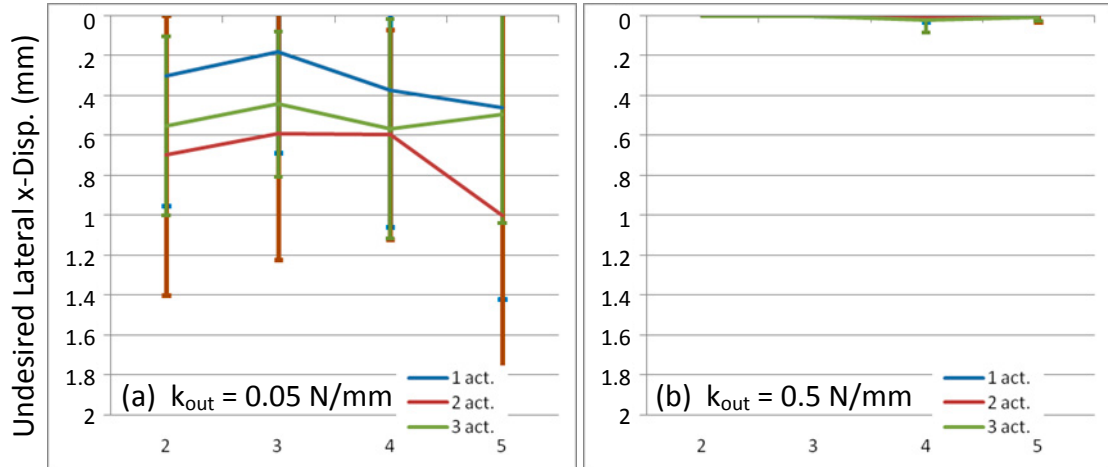 Undesired Lateral x-Disp. (mm)
0
.2
.4
.6
.8
1
1.2
1.4
1.6
1.8
2
(a) k_out = 0.05 N/mm
1 act.
2 act.
3 act.
2 3 4 5
0
.2
.4
.6
.8
1
1.2
1.4
1.6
1.8
2
(b) k_out = 0.5 N/mm
1 act.
2 act.
3 act.
2 3 4 5